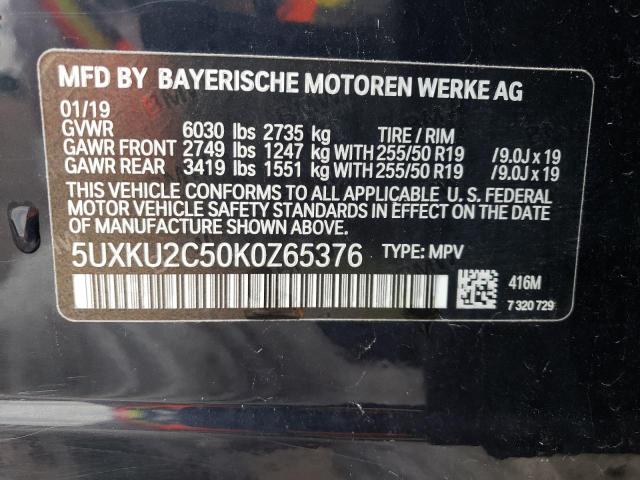 MFD BY BAYERISCHE MOTOREN WERKE AG
01/19
GVWR 6030 lbs 2735 kg TIRE / RIM
GAWR FRONT 2749 lbs 1247 kg WITH 255/50 R19 /9.0J x 19
GAWR REAR 3419 lbs 1551 kg WITH 255/50 R19 /9.0J x 19
THIS VEHICLE CONFORMS TO ALL APPLICABLE U. S. FEDERAL
MOTOR VEHICLE SAFETY STANDARDS IN EFFECT ON THE DATE OF
MANUFACTURE SHOWN ABOVE.
5UXKU2C50K0Z65376 TYPE: MPV
416M
7 320 729